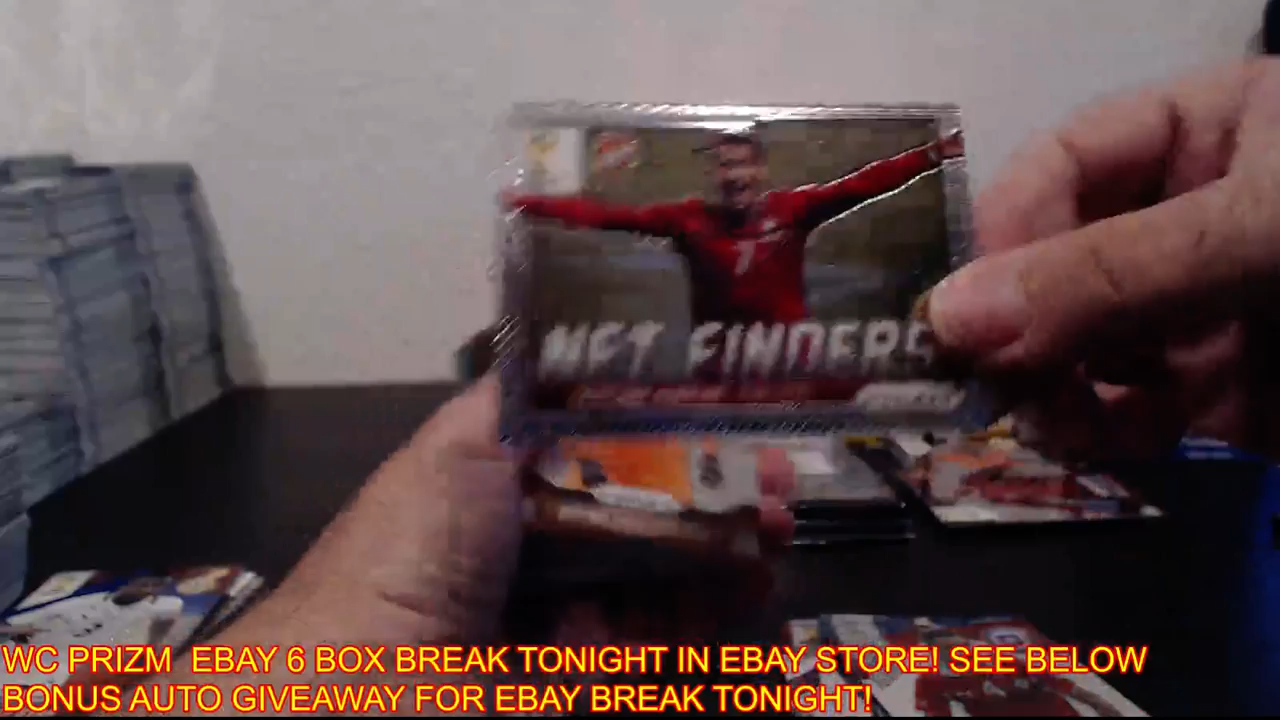 7
NET FINDERS
WC PRIZM EBAY 6 BOX BREAK TONIGHT IN EBAY STORE! SEE BELOW
BONUS AUTO GIVEAWAY FOR EBAY BREAK TONIGHT!